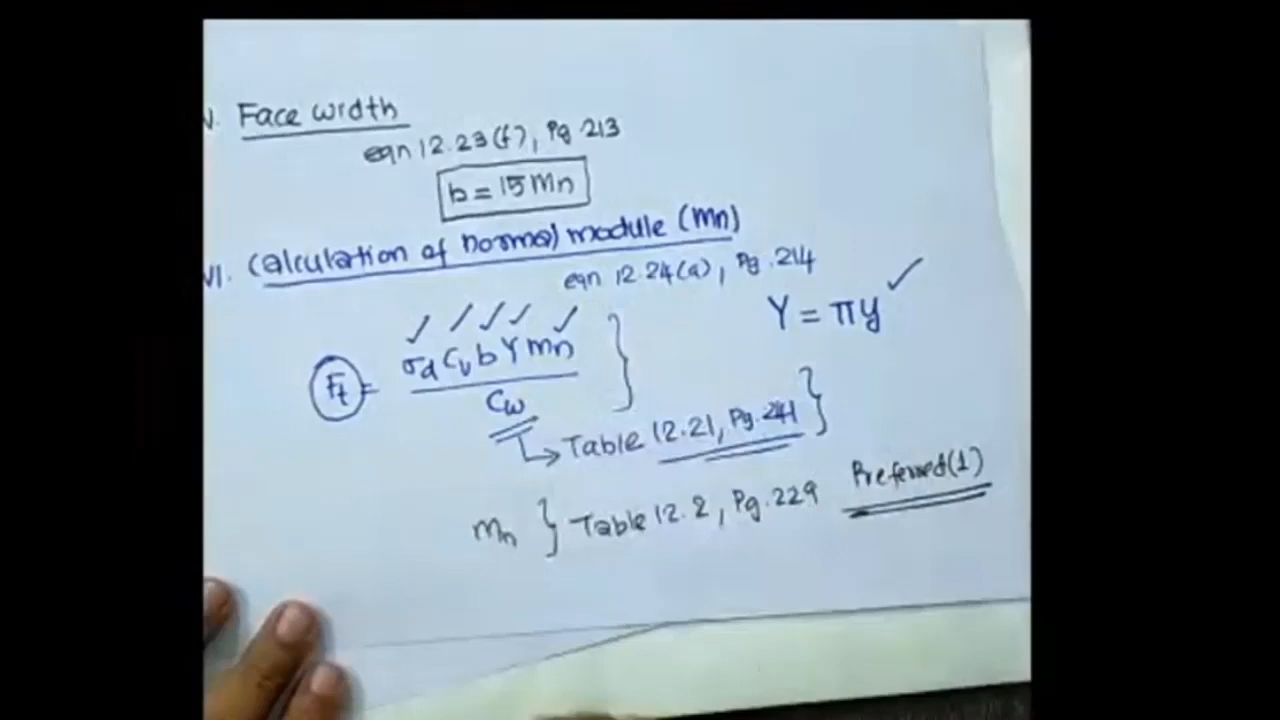 V. Face width
eqn 12.23(f), Pg 213
b = 15 Mn
VI. Calculation of normal module (Mn)
eqn 12.24(a), Pg. 214
Ft = σd Cv b Y mn / Cw
Y = πy
Table 12.21, Pg. 241
Mn } Table 12.2, Pg. 229 Preferred(1)